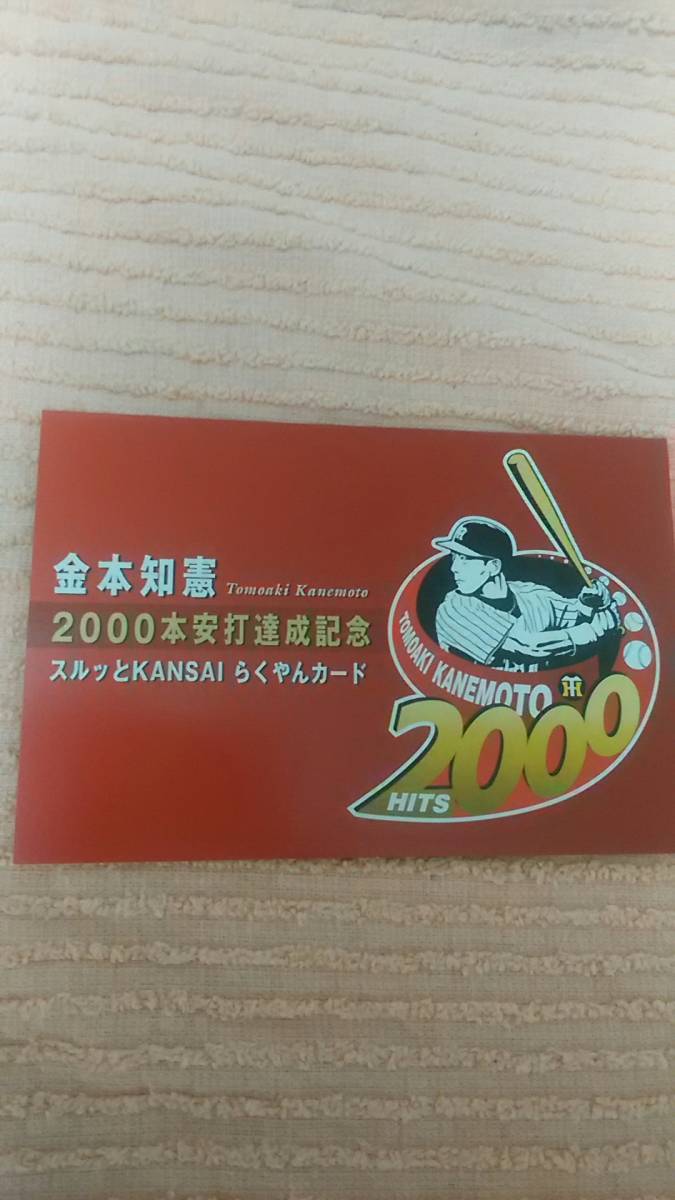 金本知憲 Tomoaki Kanemoto
2000本安打達成記念
スルッとKANSAI らくやんカード
TOMOAKI KANEMOTO
2000
HITS